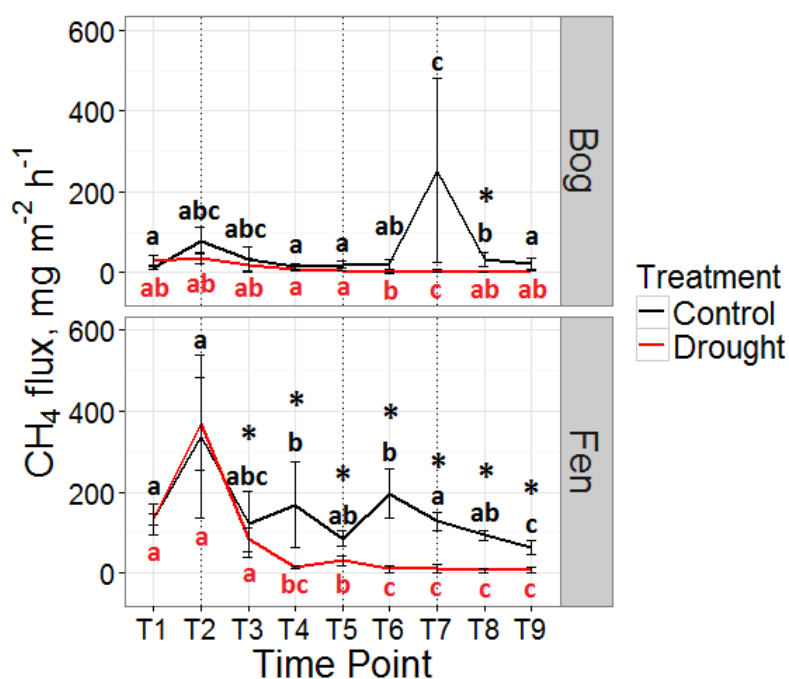 600
400
200
0
CH4 flux, mg m-2 h-1
c
*
abc
abc
ab
b
a
a
a
a
ab
ab
ab
a
a
b
c
ab
ab
Bog
600
400
200
0
a
*
*
*
*
*
*
*
a
abc
b
ab
b
a
ab
c
a
a
a
bc
b
c
c
c
c
Fen
T1 T2 T3 T4 T5 T6 T7 T8 T9
Time Point
Treatment
Control
Drought